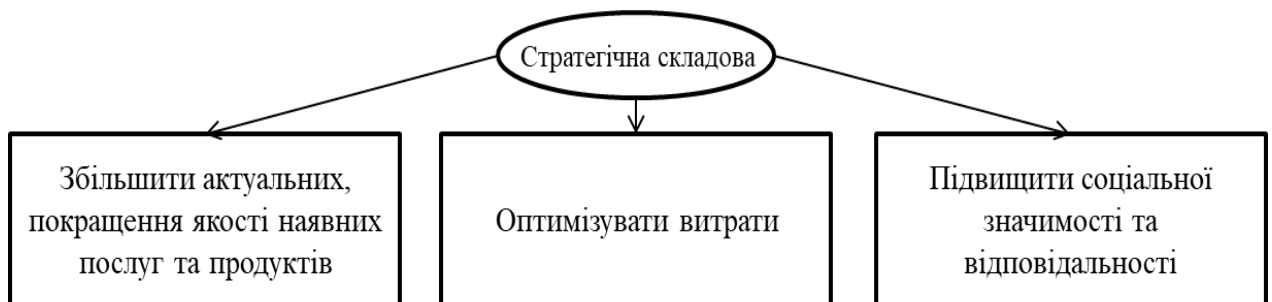 Стратегічна складова
Збільшити актуальних,
покращення якості наявних
послуг та продуктів
Оптимізувати витрати
Підвищити соціальної
значимості та
відповідальності